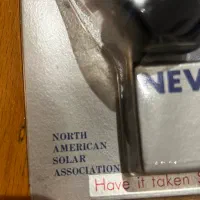 NEV
NORTH
AMERICAN
SOLAR
ASSOCIATION
Have it taken S